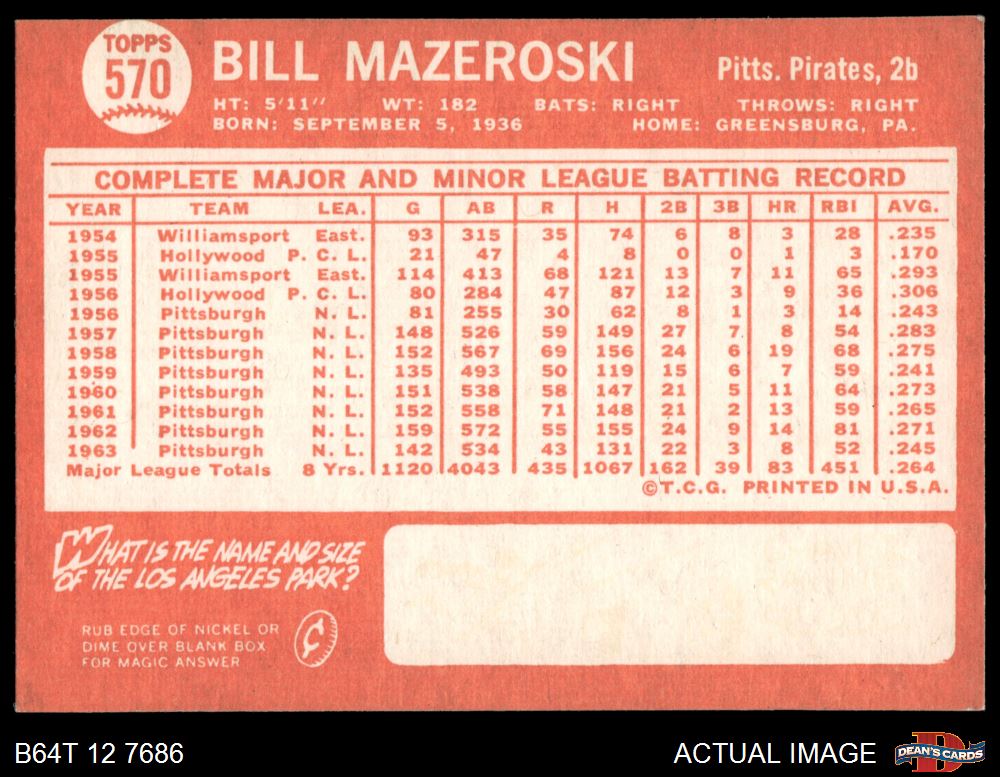 TOPPS
570
BILL MAZEROSKI
Pitts. Pirates, 2b
HT: 5'11" WT: 182 BATS: RIGHT THROWS: RIGHT
BORN: SEPTEMBER 5, 1936 HOME: GREENSBURG, PA.
COMPLETE MAJOR AND MINOR LEAGUE BATTING RECORD
YEAR TEAM LEA. G AB R H 2B 3B HR RBI AVG.
1954 Williamsport East. 93 315 35 74 6 8 3 28 .235
1955 Hollywood P. C. L. 21 47 4 8 0 0 1 3 .170
1955 Williamsport East. 114 413 68 121 13 7 11 65 .293
1956 Hollywood P. C. L. 80 284 47 87 12 3 9 36 .306
1956 Pittsburgh N. L. 81 255 30 62 8 1 3 14 .243
1957 Pittsburgh N. L. 148 526 59 149 27 7 8 54 .283
1958 Pittsburgh N. L. 152 567 69 156 24 6 19 68 .275
1959 Pittsburgh N. L. 135 493 50 119 15 6 7 59 .241
1960 Pittsburgh N. L. 151 538 58 147 21 5 11 64 .273
1961 Pittsburgh N. L. 152 558 71 148 21 2 13 59 .265
1962 Pittsburgh N. L. 159 572 55 155 24 9 14 81 .271
1963 Pittsburgh N. L. 142 534 43 131 22 3 8 52 .245
Major League Totals 8 Yrs. 1120 4043 435 1067 162 39 83 451 .264
©T.C.G. PRINTED IN U.S.A.
WHAT IS THE NAME AND SIZE
OF THE LOS ANGELES PARK?
RUB EDGE OF NICKEL OR
DIME OVER BLANK BOX
FOR MAGIC ANSWER
¢
B64T 12 7686
ACTUAL IMAGE
D
DEAN'S CARDS